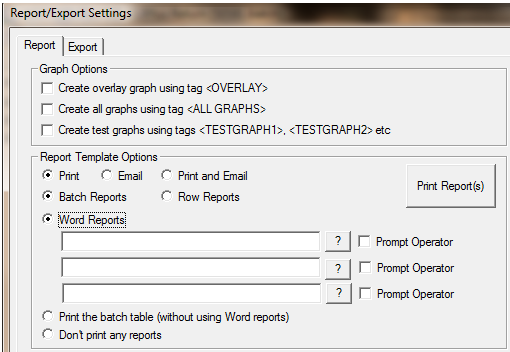 Report/Export Settings
Report Export
Graph Options
Create overlay graph using tag <OVERLAY>
Create all graphs using tag <ALL GRAPHS>
Create test graphs using tags <TESTGRAPH1>, <TESTGRAPH2> etc
Report Template Options
Print Email Print and Email
Print Report(s)
Batch Reports Row Reports
Word Reports
? Prompt Operator
? Prompt Operator
? Prompt Operator
Print the batch table (without using Word reports)
Don't print any reports